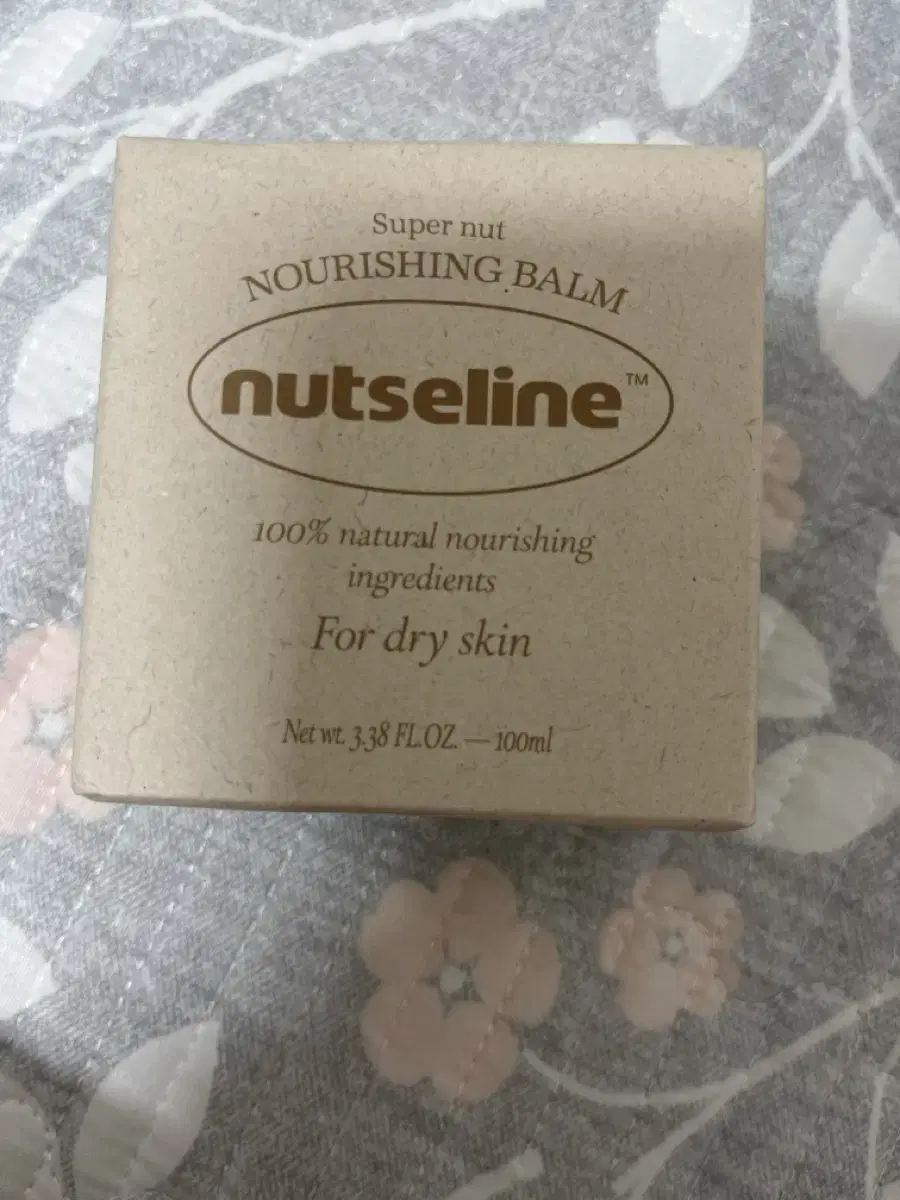 Super nut
NOURISHING BALM
nutseline™
100% natural nourishing
ingredients
For dry skin
Net wt. 3.38 FL.OZ. — 100ml